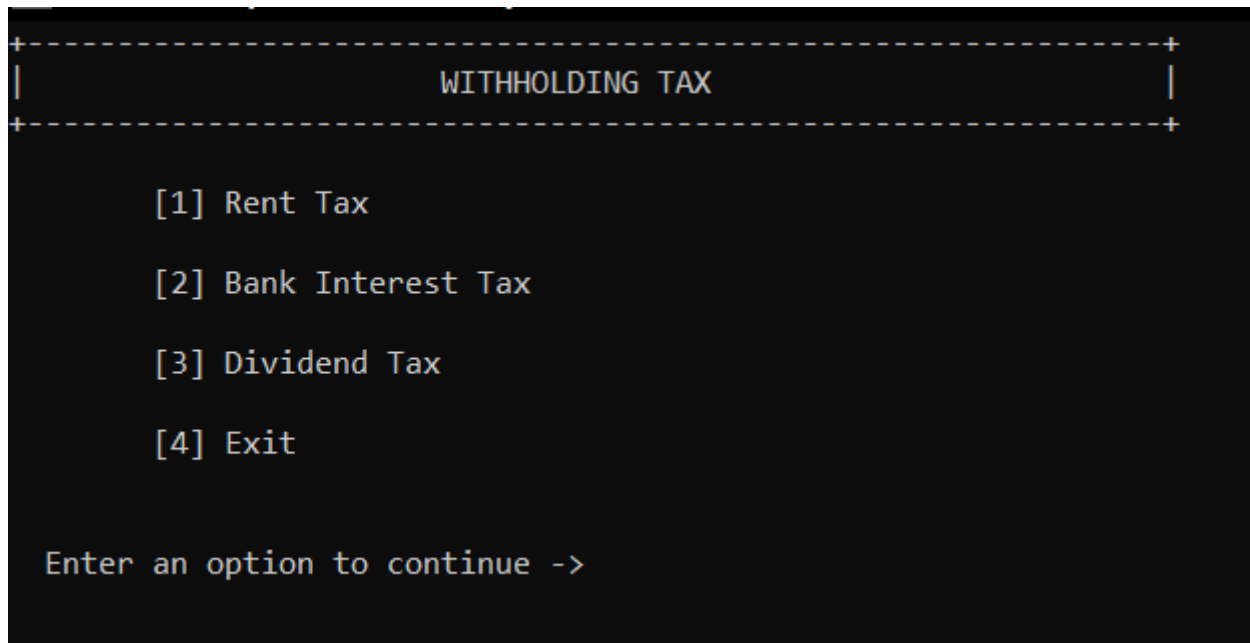 WITHHOLDING TAX
[1] Rent Tax
[2] Bank Interest Tax
[3] Dividend Tax
[4] Exit
Enter an option to continue ->